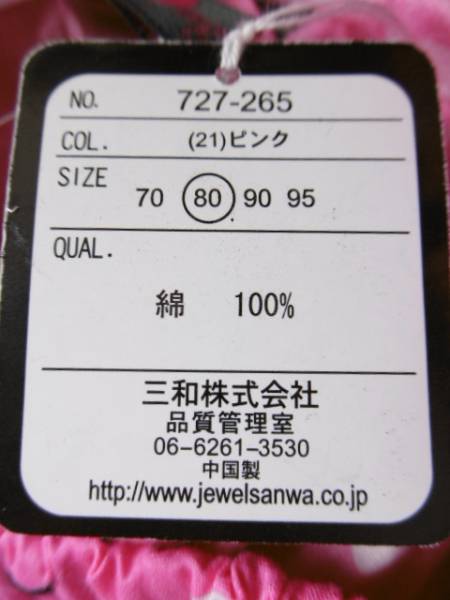 NO. 727-265
COL. (21)ピンク
SIZE 70 80 90 95
QUAL.
綿 100%
三和株式会社
品質管理室
06-6261-3530
中国製
http://www.jewelsanwa.co.jp